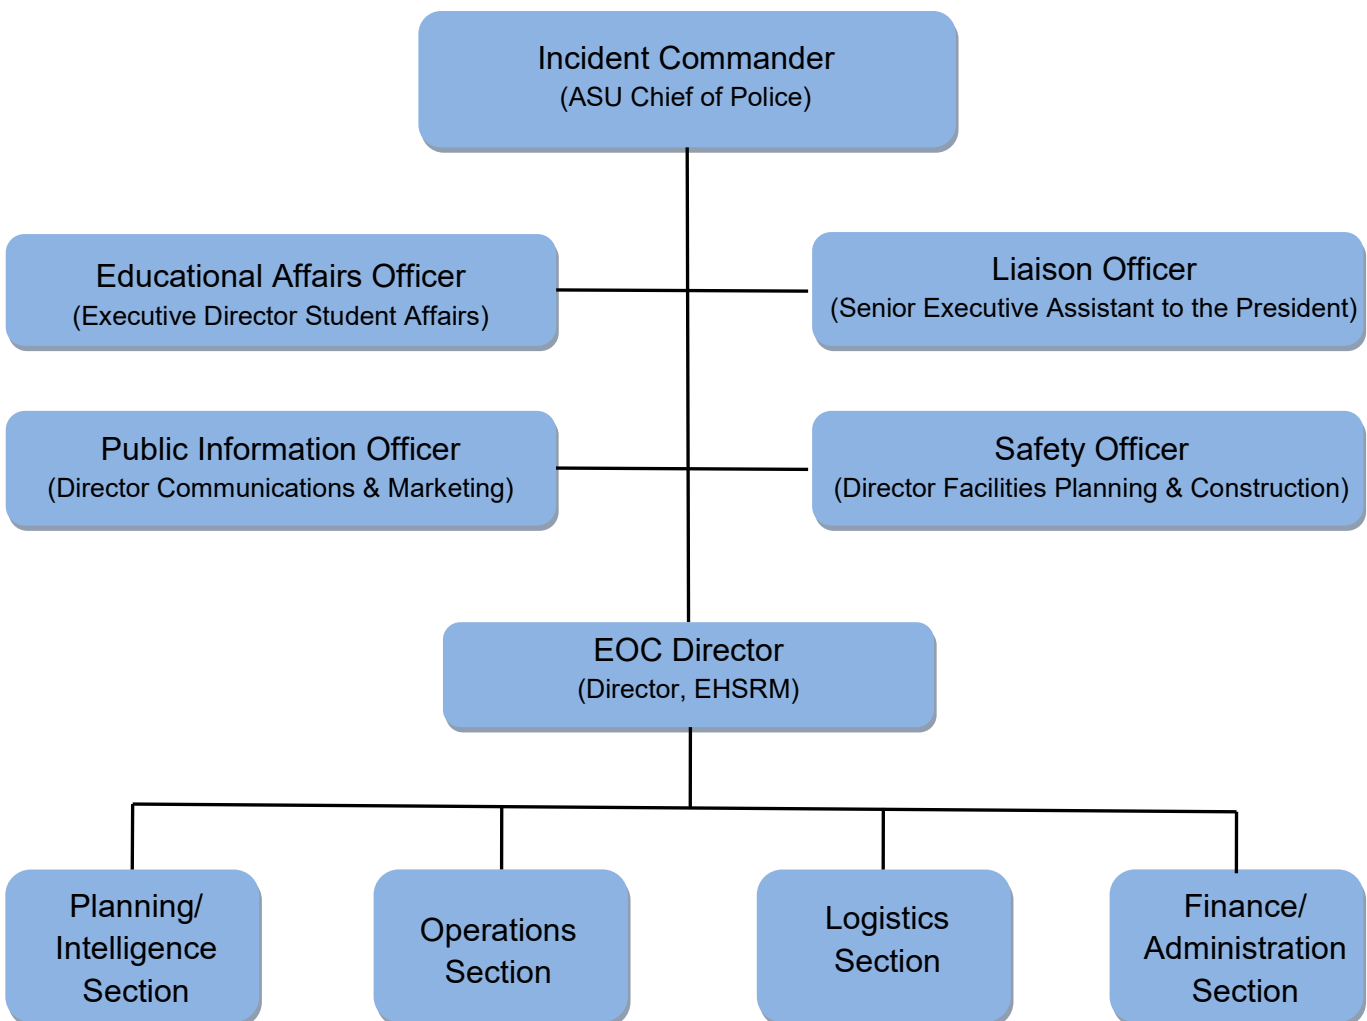 Incident Commander
(ASU Chief of Police)
Educational Affairs Officer
(Executive Director Student Affairs)
Liaison Officer
(Senior Executive Assistant to the President)
Public Information Officer
(Director Communications & Marketing)
Safety Officer
(Director Facilities Planning & Construction)
EOC Director
(Director, EHSRM)
Planning/
Intelligence
Section
Operations
Section
Logistics
Section
Finance/
Administration
Section